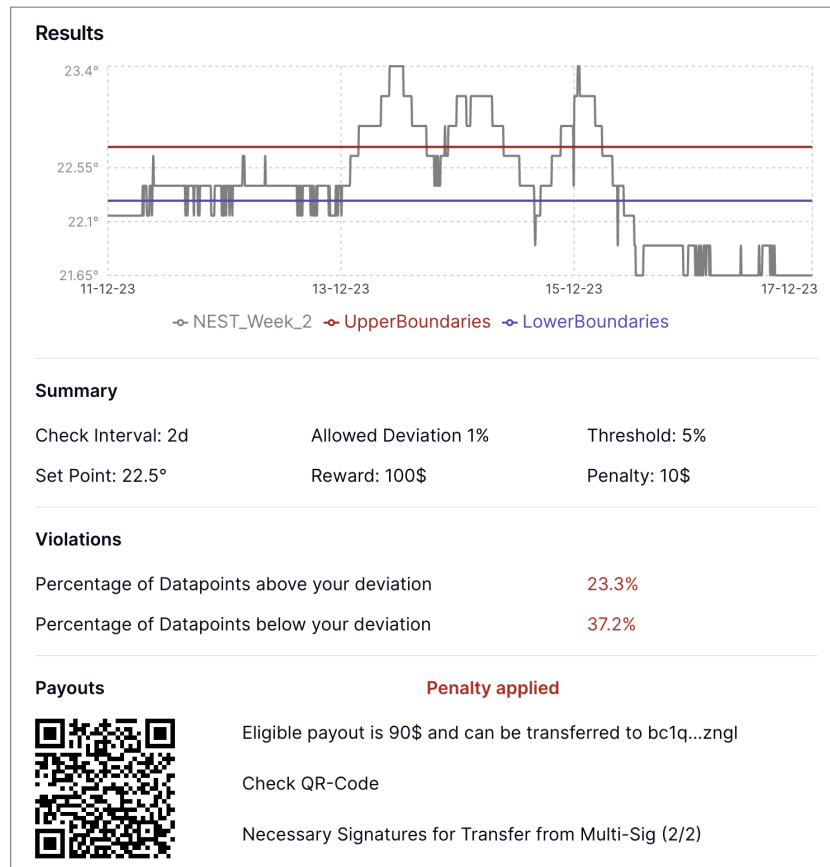 Results
23.4°
22.55°
22.1°
21.65°
11-12-23 13-12-23 15-12-23 17-12-23
NEST_Week_2 UpperBoundaries LowerBoundaries
Summary
Check Interval: 2d Allowed Deviation 1% Threshold: 5%
Set Point: 22.5° Reward: 100$ Penalty: 10$
Violations
Percentage of Datapoints above your deviation 23.3%
Percentage of Datapoints below your deviation 37.2%
Payouts Penalty applied
Eligible payout is 90$ and can be transferred to bc1q...zngl
Check QR-Code
Necessary Signatures for Transfer from Multi-Sig (2/2)